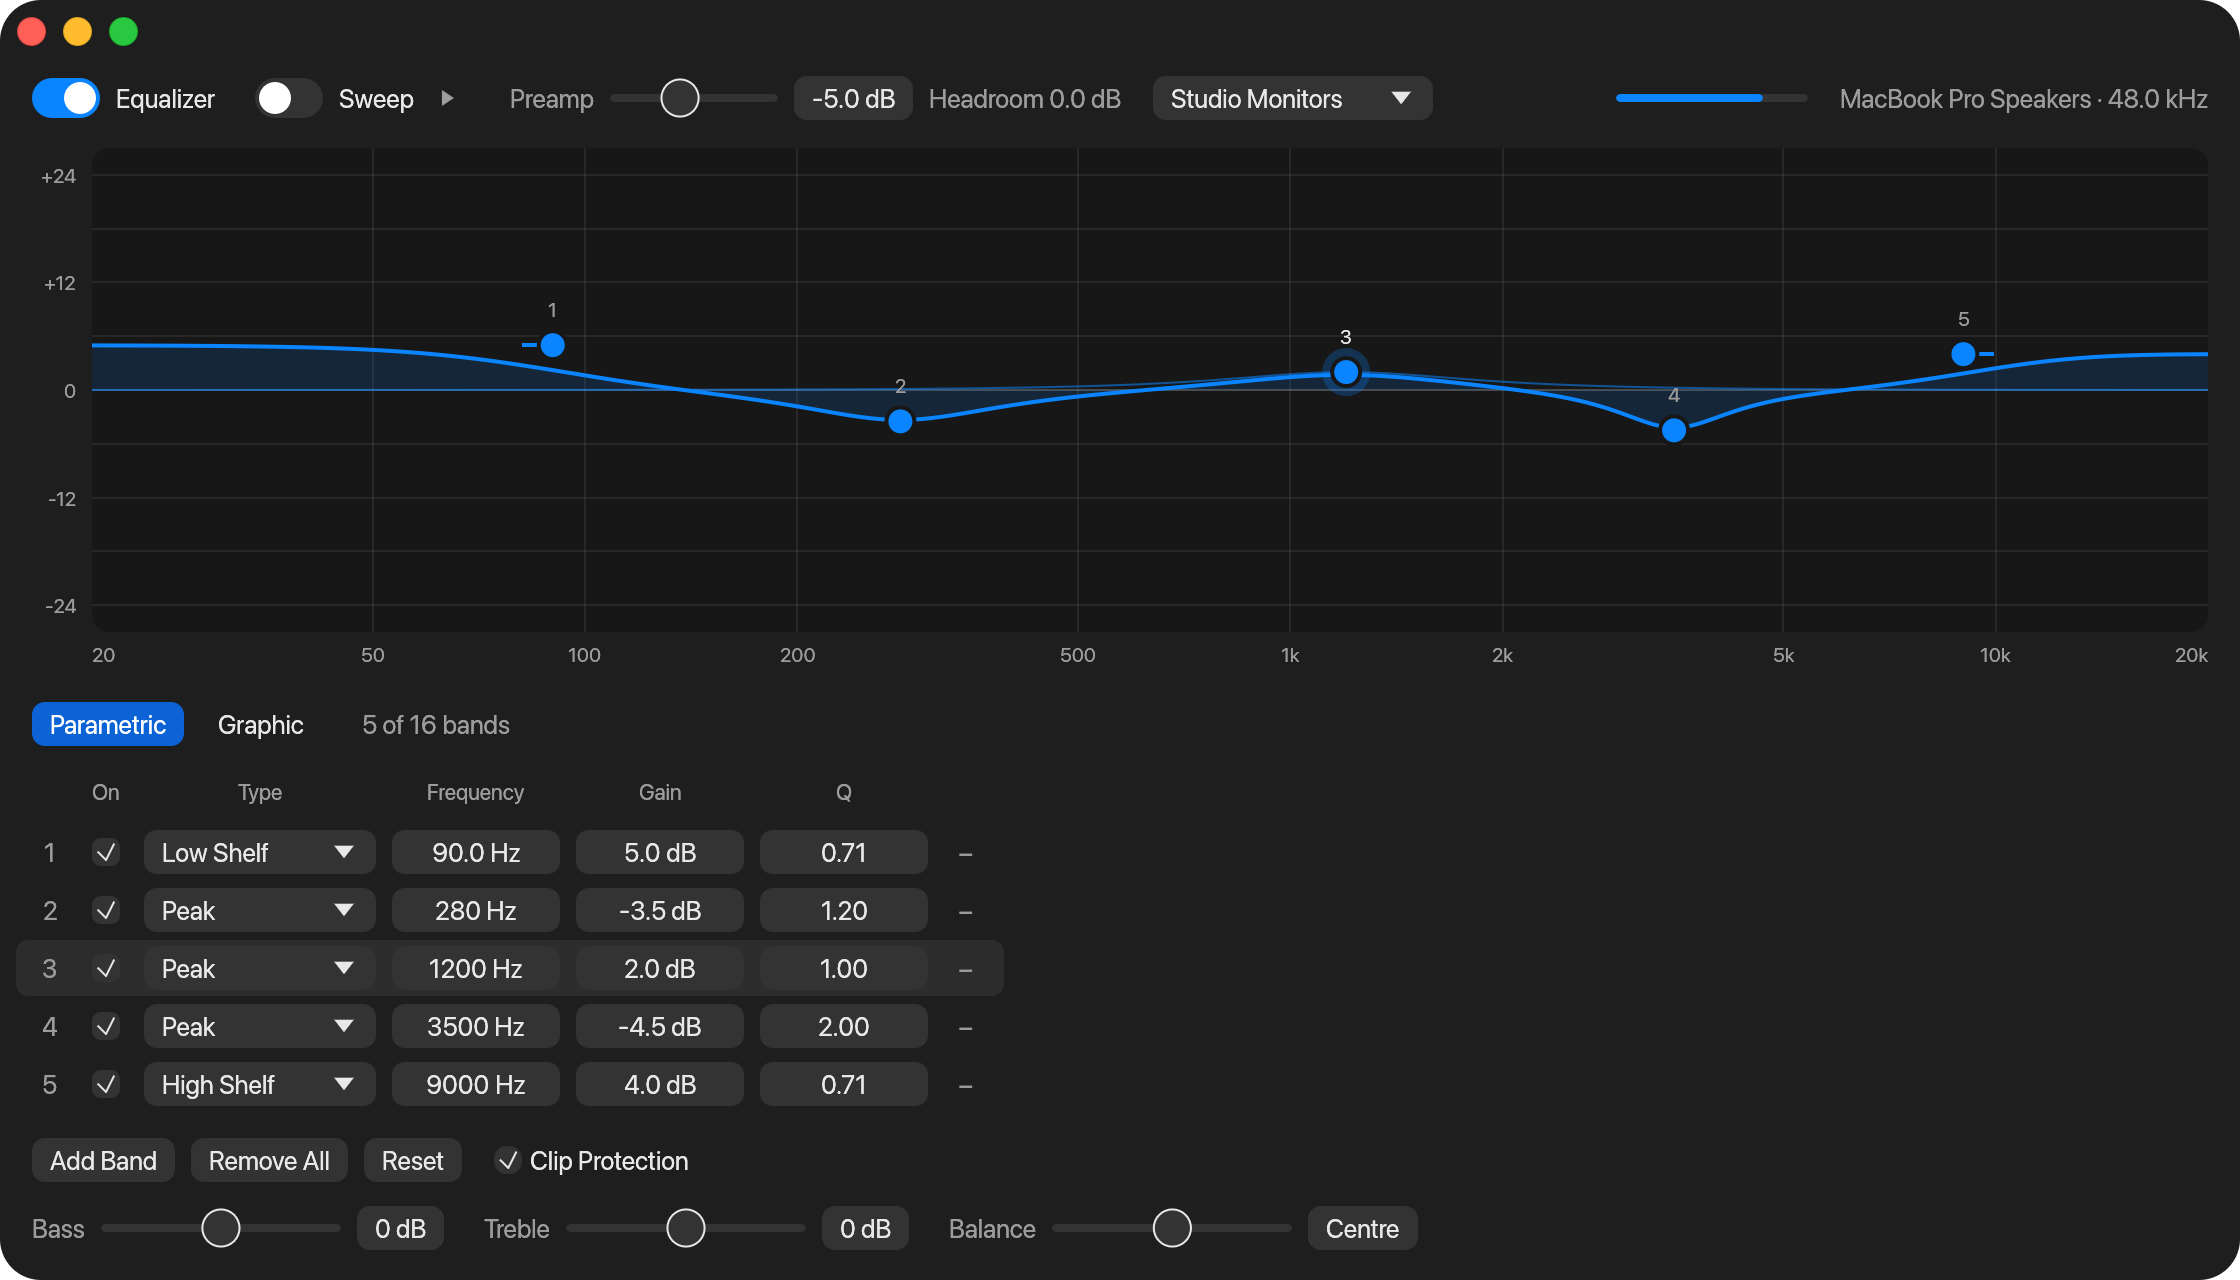 Equalizer Sweep Preamp -5.0 dB Headroom 0.0 dB Studio Monitors MacBook Pro Speakers · 48.0 kHz
+24
+12
0
-12
-24
1
2
3
4
5
20 50 100 200 500 1k 2k 5k 10k 20k
Parametric Graphic 5 of 16 bands
On Type Frequency Gain Q
1 Low Shelf 90.0 Hz 5.0 dB 0.71 –
2 Peak 280 Hz -3.5 dB 1.20 –
3 Peak 1200 Hz 2.0 dB 1.00 –
4 Peak 3500 Hz -4.5 dB 2.00 –
5 High Shelf 9000 Hz 4.0 dB 0.71 –
Add Band Remove All Reset Clip Protection
Bass 0 dB Treble 0 dB Balance Centre